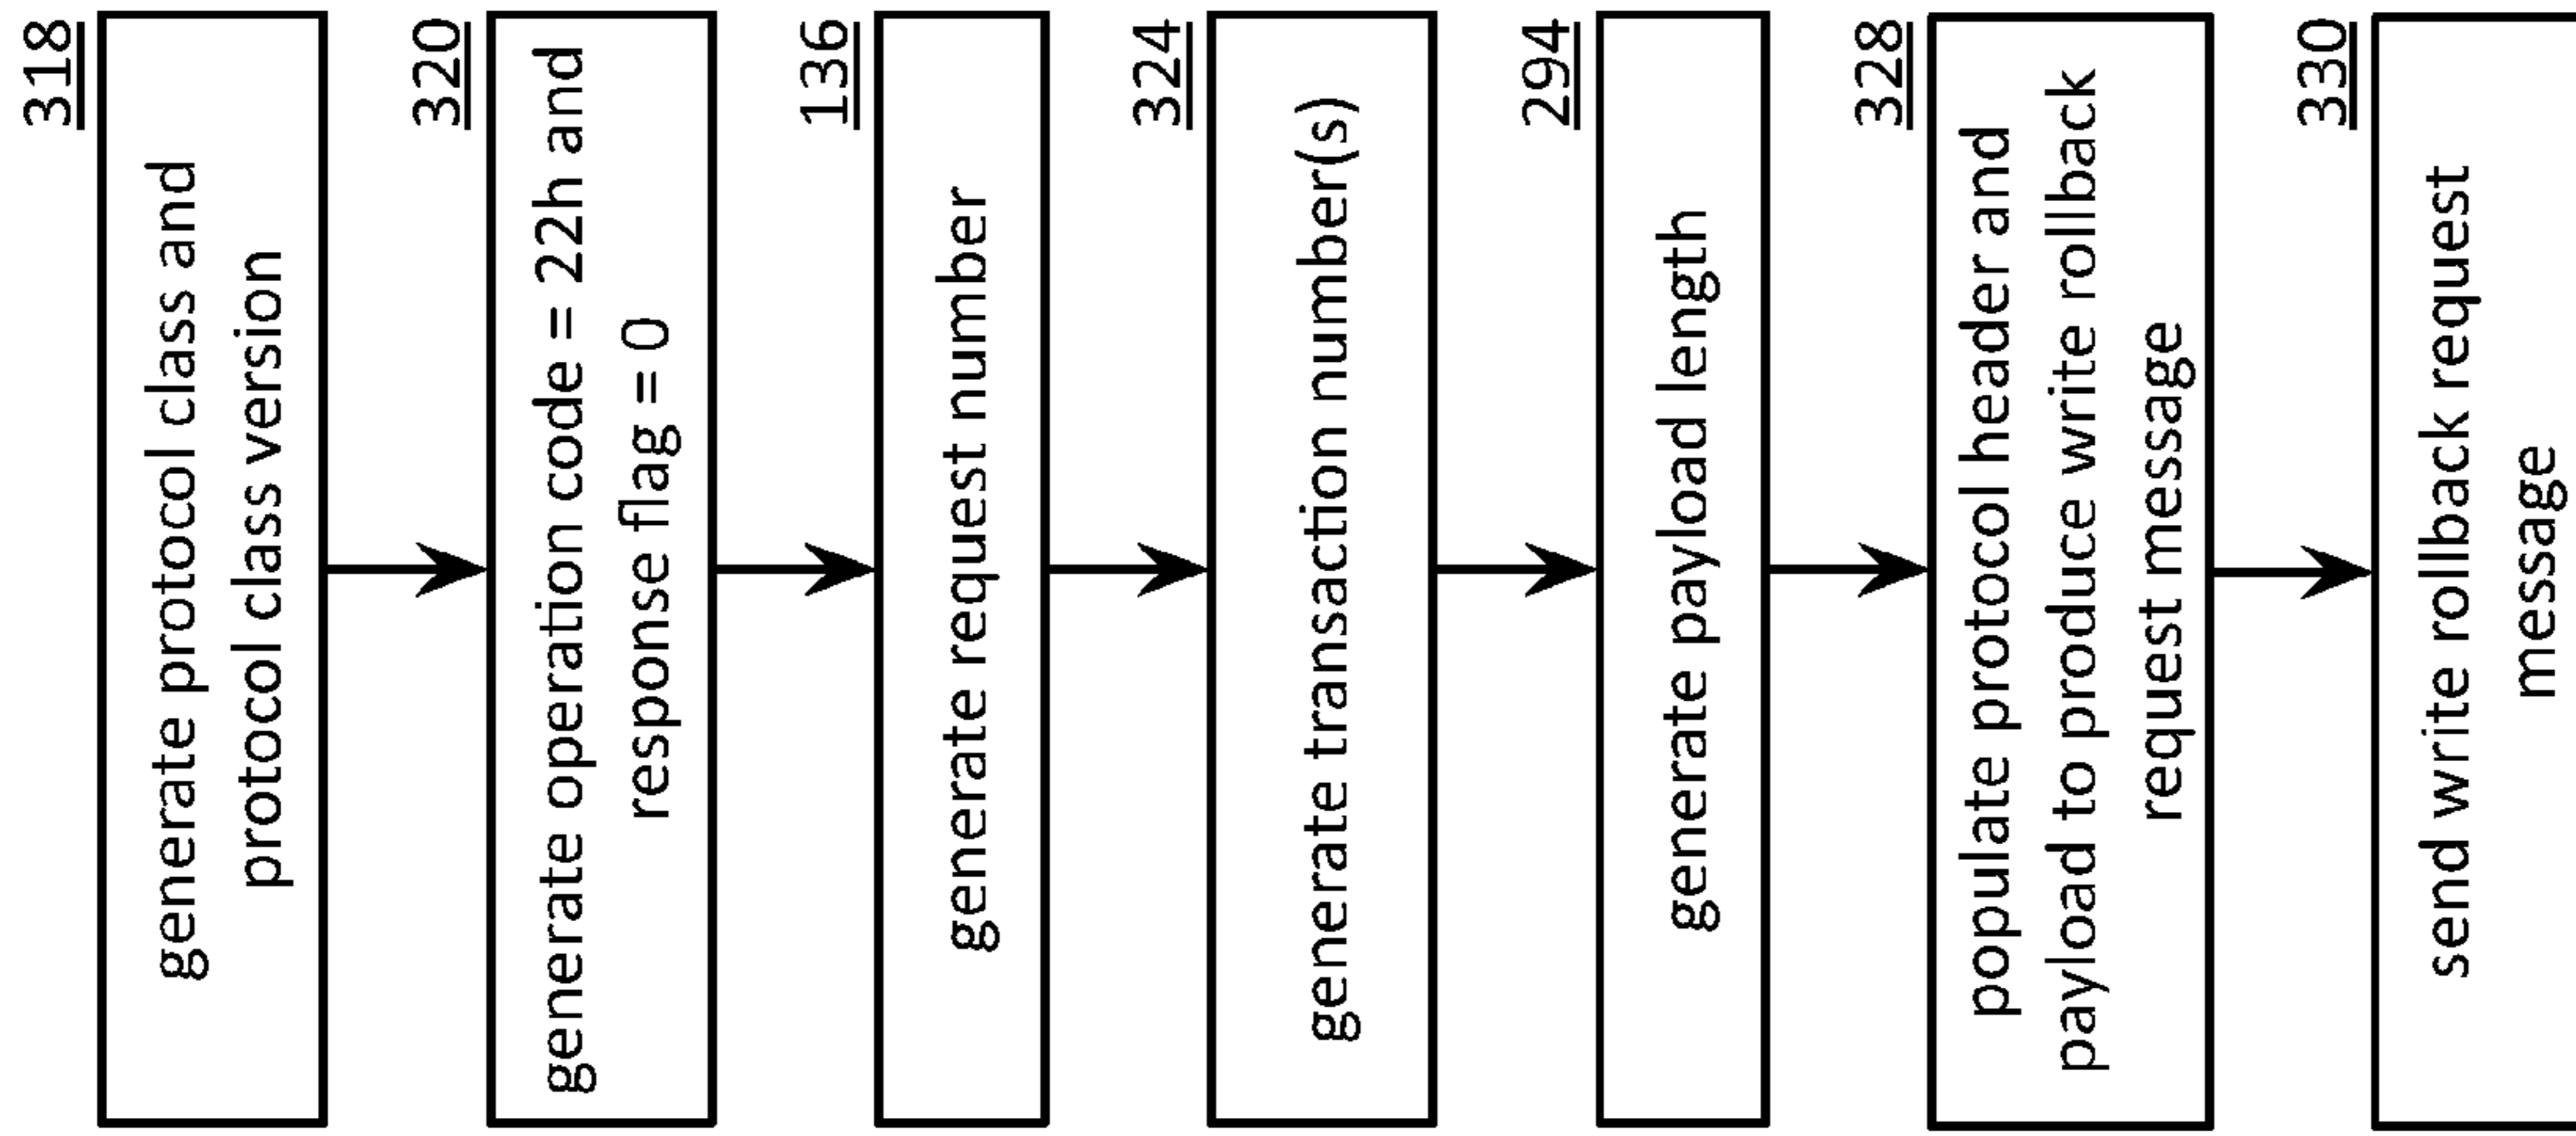 318
generate protocol class and
protocol class version
320
generate operation code = 22h and
response flag = 0
136
generate request number
324
generate transaction number(s)
294
generate payload length
328
populate protocol header and
payload to produce write rollback
request message
330
send write rollback request
message